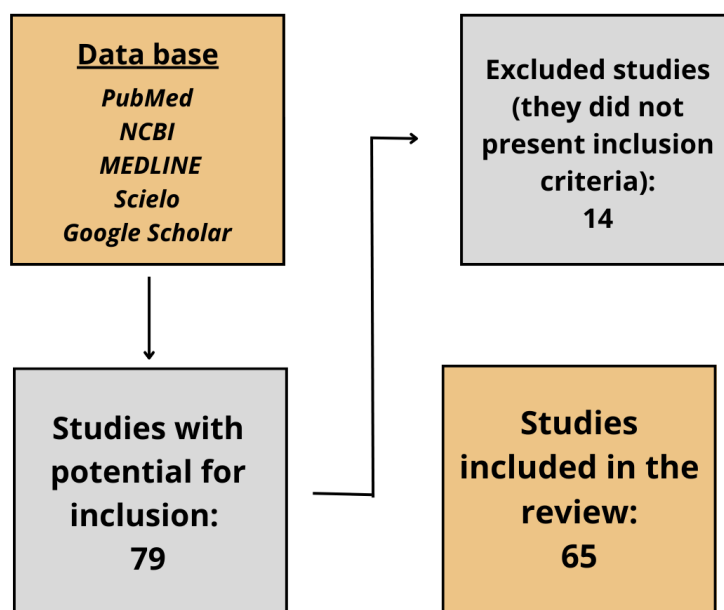 Data base
PubMed
NCBI
MEDLINE
Scielo
Google Scholar
Excluded studies
(they did not
present inclusion
criteria):
14
Studies with
potential for
inclusion:
79
Studies
included in the
review:
65